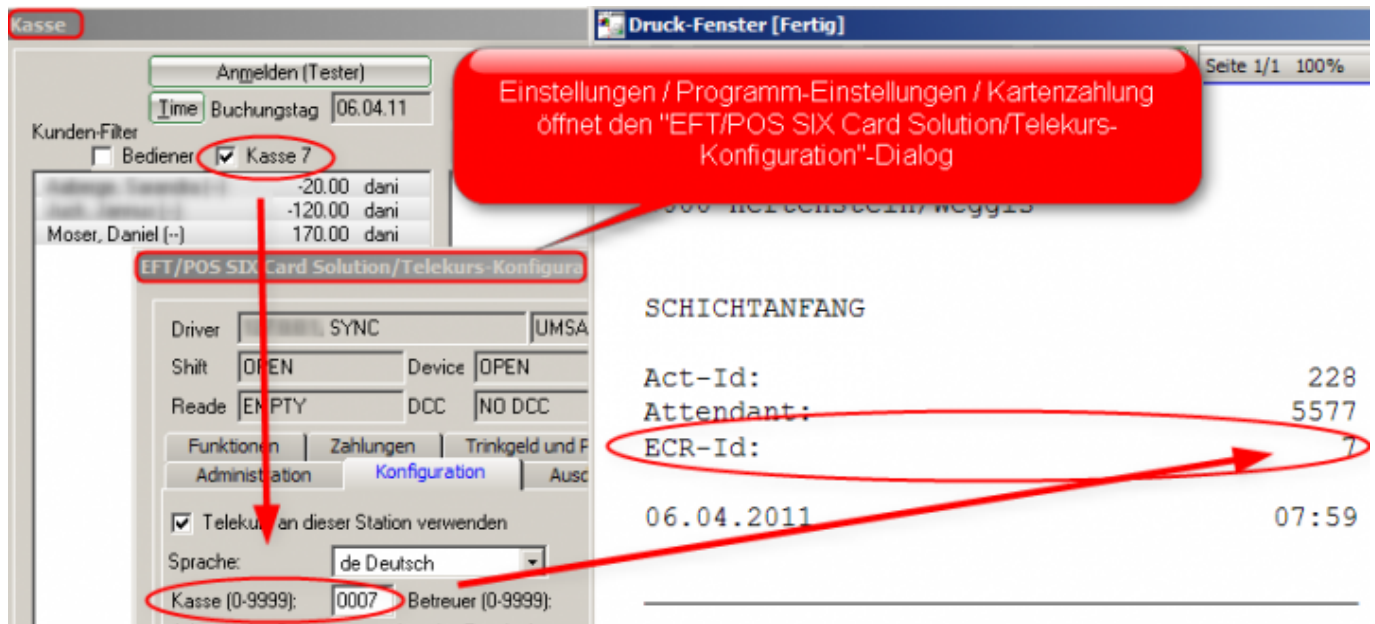 Kasse
Anmelden (Tester)
Time Buchungstag 06.04.11
Kunden-Filter
Bediener Kasse 7
-20.00 dani
-120.00 dani
Moser, Daniel (--) 170.00 dani
EFT/POS SIX Card Solution/Telekurs-Konfigura
Driver SYNC UMSA
Shift OPEN Device OPEN
Reade EMPTY DCC NO DCC
Funktionen Zahlungen Trinkgeld und P
Administration Konfiguration Ausd
Telekurs an dieser Station verwenden
Sprache: de Deutsch
Kasse (0-9999): 0007 Betreuer (0-9999):
Druck-Fenster [Fertig]
Seite 1/1 100%
Einstellungen / Programm-Einstellungen / Kartenzahlung
öffnet den "EFT/POS SIX Card Solution/Telekurs-
Konfiguration"-Dialog
Hertenstein/Weggis
SCHICHTANFANG
Act-Id: 228
Attendant: 5577
ECR-Id: 7
06.04.2011 07:59